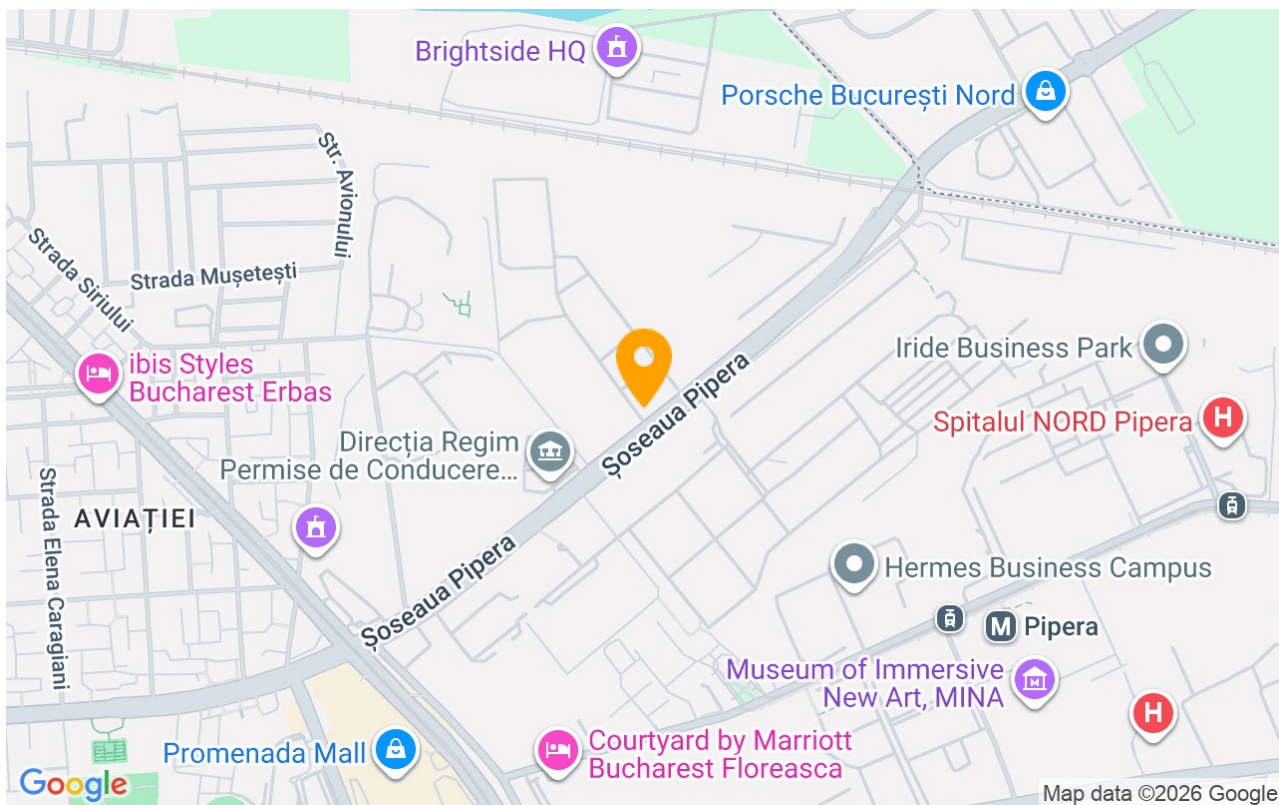 Brightside HQ
Porsche București Nord
Str. Avionului
Strada Siriului
Strada Mușetești
ibis Styles
Bucharest Erbas
Iride Business Park
Șoseaua Pipera
Spitalul NORD Pipera
H
Direcția Regim
Permise de Conducere...
Strada Elena Caragiani
AVIAȚIEI
Șoseaua Pipera
Hermes Business Campus
M Pipera
Museum of Immersive
New Art, MINA
H
Promenada Mall
Courtyard by Marriott
Bucharest Floreasca
Google
Map data ©2026 Google